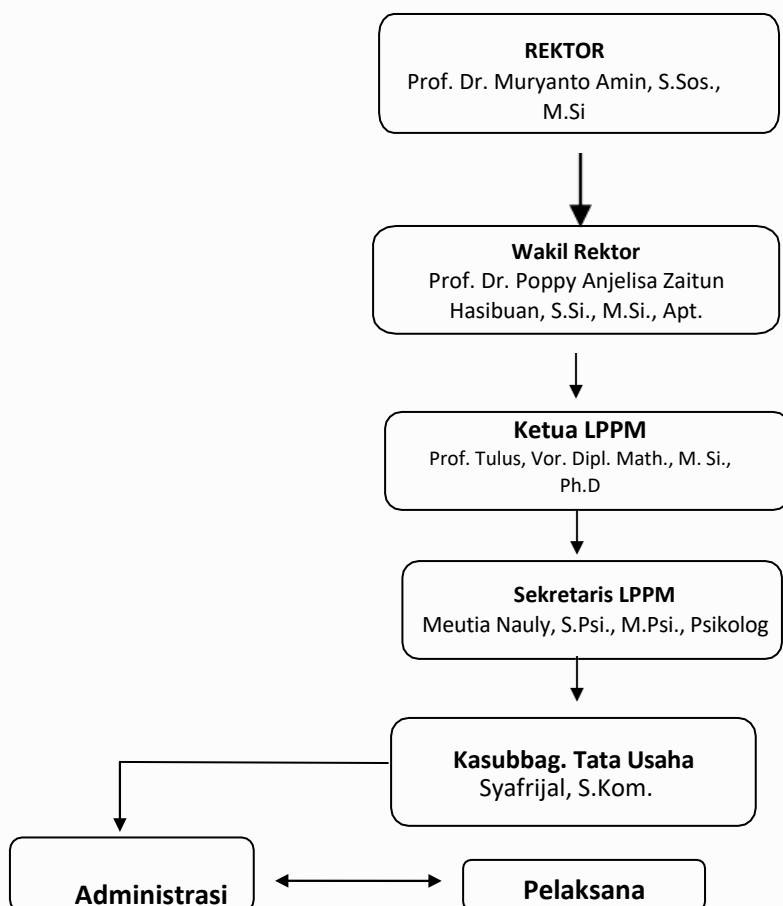 REKTOR
Prof. Dr. Muryanto Amin, S.Sos.,
M.Si
Wakil Rektor
Prof. Dr. Poppy Anjelisa Zaitun
Hasibuan, S.Si., M.Si., Apt.
Ketua LPPM
Prof. Tulus, Vor. Dipl. Math., M. Si.,
Ph.D
Sekretaris LPPM
Meutia Nauly, S.Psi., M.Psi., Psikolog
Kasubbag. Tata Usaha
Syafrijal, S.Kom.
Administrasi
Pelaksana